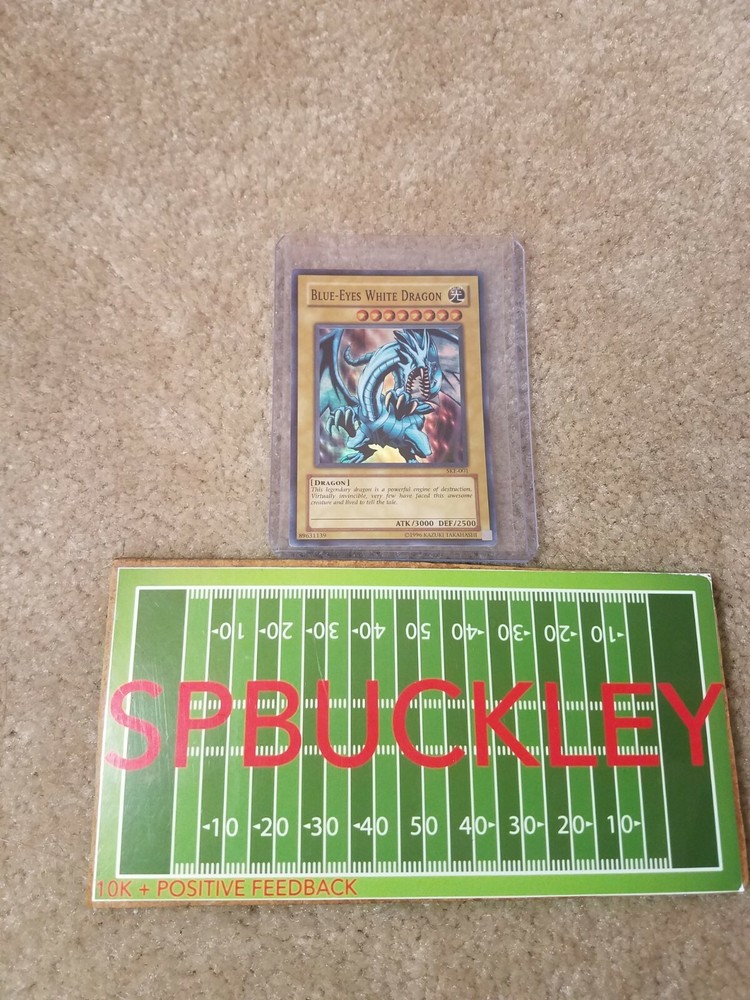 BLUE-EYES WHITE DRAGON 光
SKE-001
[DRAGON]
This legendary dragon is a powerful engine of destruction.
Virtually invincible, very few have faced this awesome
creature and lived to tell the tale.
ATK/3000 DEF/2500
89631139 ©1996 KAZUKI TAKAHASHI
10 20 30 40 50 40 30 20 10
SPBUCKLEY
10 20 30 40 50 40 30 20 10
10K + POSITIVE FEEDBACK